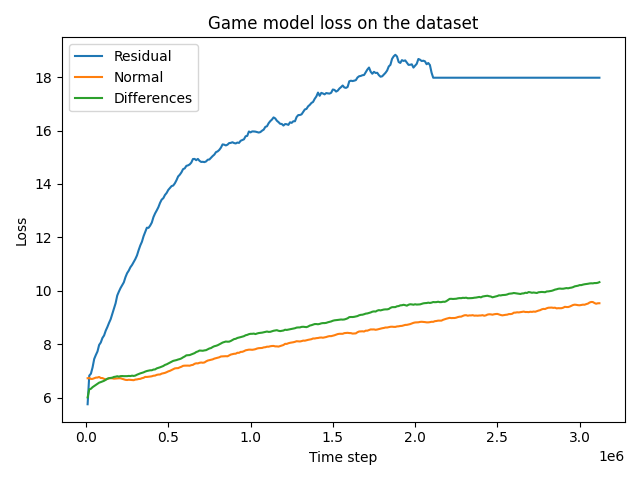 Game model loss on the dataset
Residual
Normal
Differences
Loss
18
16
14
12
10
8
6
0.0 0.5 1.0 1.5 2.0 2.5 3.0
1e6
Time step